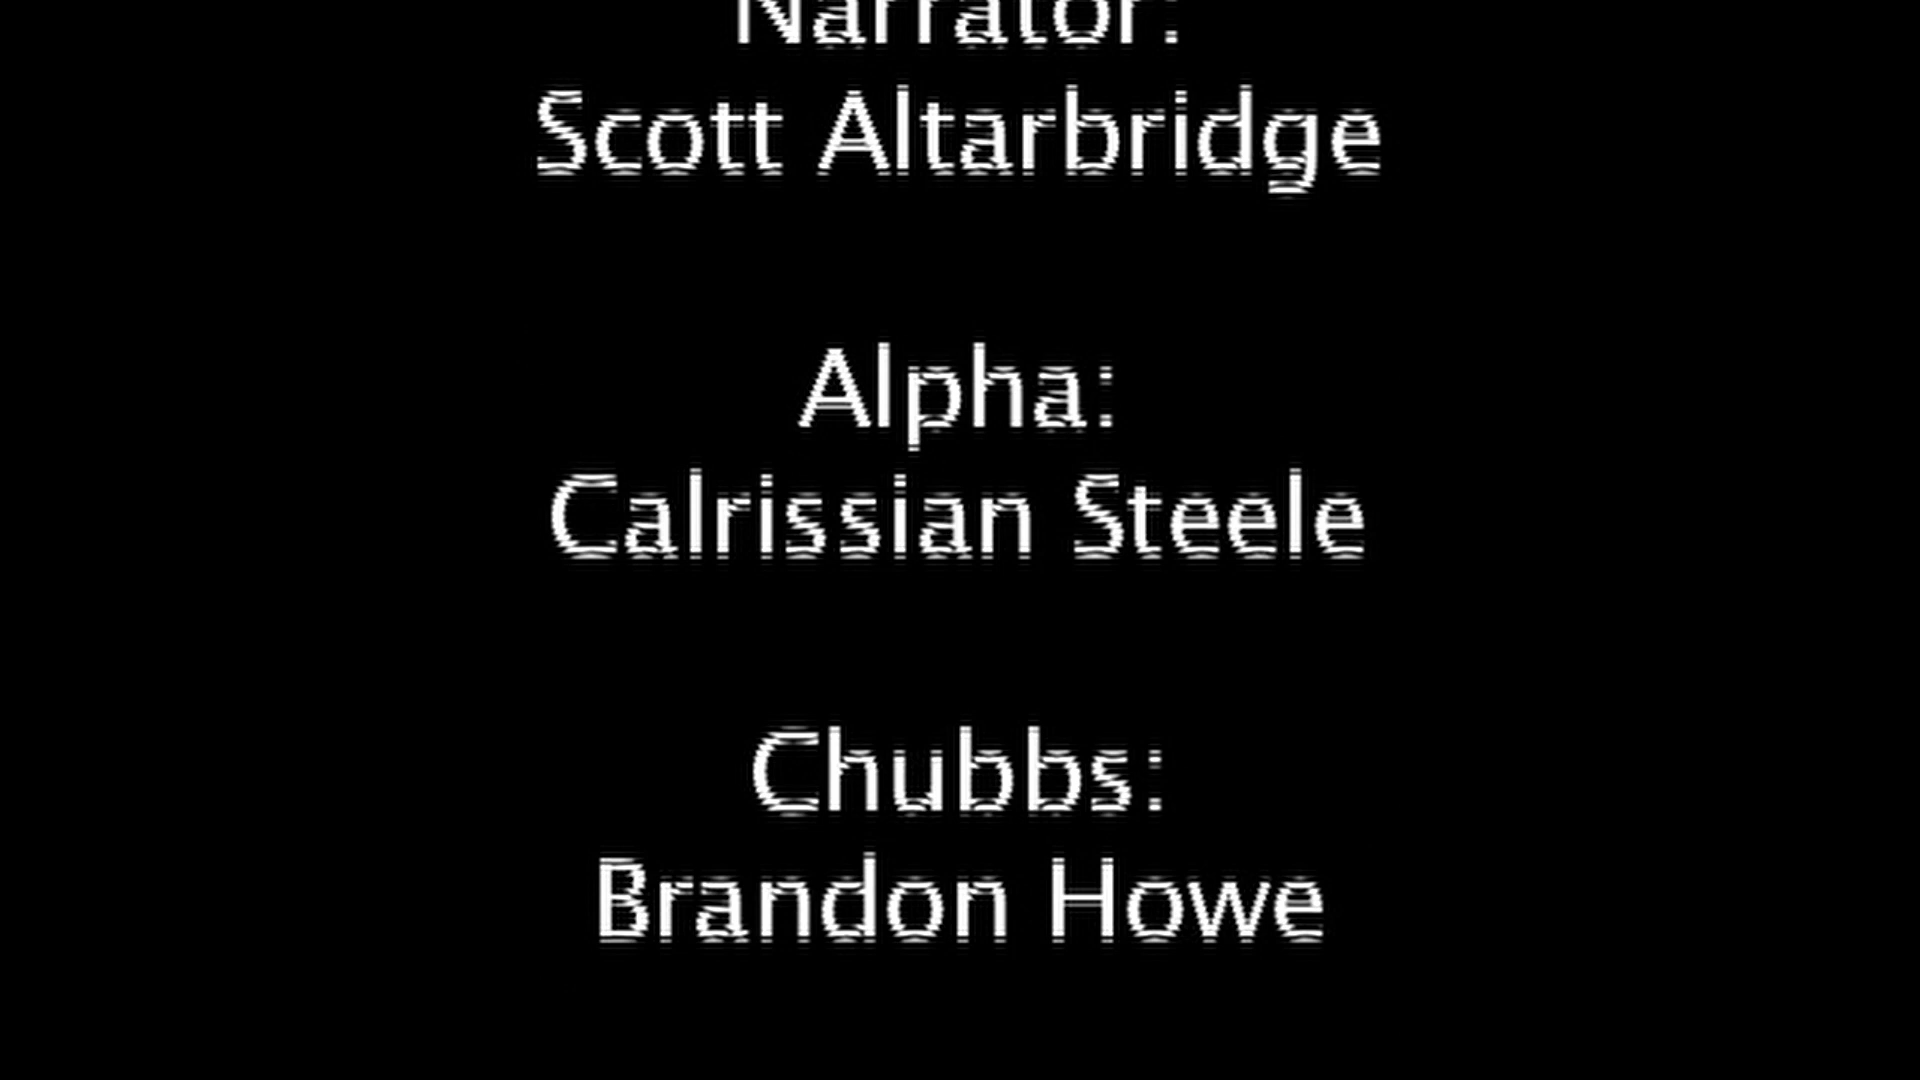 Narrator:
Scott Altarbridge
Alpha:
Calrissian Steele
Chubbs:
Brandon Howe